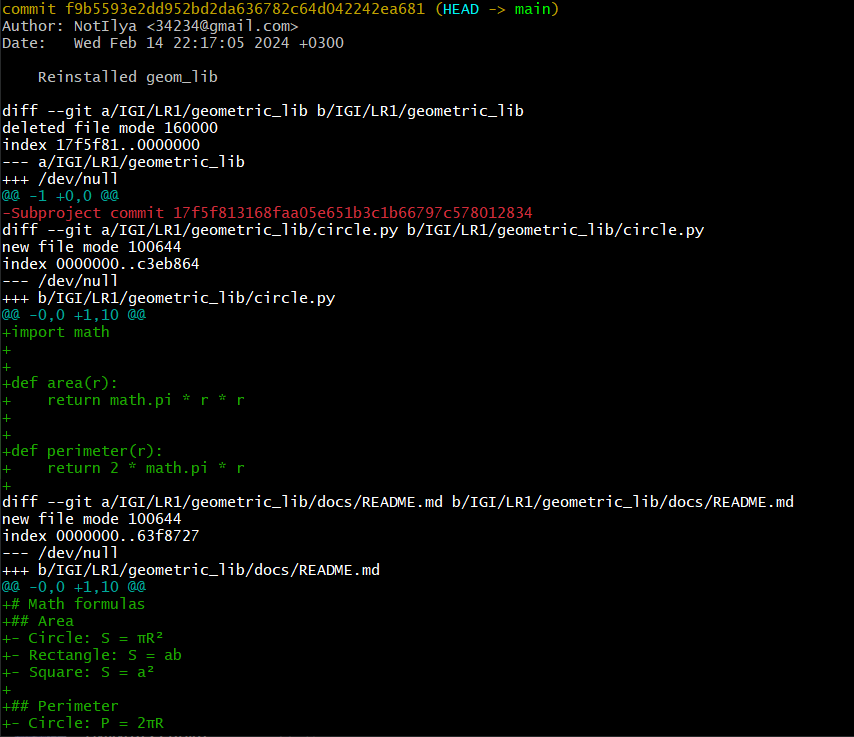 commit f9b5593e2dd952bd2da636782c64d042242ea681 (HEAD -> main)
Author: NotIlya <34234@gmail.com>
Date:   Wed Feb 14 22:17:05 2024 +0300

    Reinstalled geom_lib

diff --git a/IGI/LR1/geometric_lib b/IGI/LR1/geometric_lib
deleted file mode 160000
index 17f5f81..0000000
--- a/IGI/LR1/geometric_lib
+++ /dev/null
@@ -1 +0,0 @@
-Subproject commit 17f5f813168faa05e651b3c1b66797c578012834
diff --git a/IGI/LR1/geometric_lib/circle.py b/IGI/LR1/geometric_lib/circle.py
new file mode 100644
index 0000000..c3eb864
--- /dev/null
+++ b/IGI/LR1/geometric_lib/circle.py
@@ -0,0 +1,10 @@
+import math
+
+
+def area(r):
+    return math.pi * r * r
+
+
+def perimeter(r):
+    return 2 * math.pi * r
+
diff --git a/IGI/LR1/geometric_lib/docs/README.md b/IGI/LR1/geometric_lib/docs/README.md
new file mode 100644
index 0000000..63f8727
--- /dev/null
+++ b/IGI/LR1/geometric_lib/docs/README.md
@@ -0,0 +1,10 @@
+# Math formulas
+## Area
+- Circle: S = πR²
+- Rectangle: S = ab
+- Square: S = a²
+
+## Perimeter
+- Circle: P = 2πR